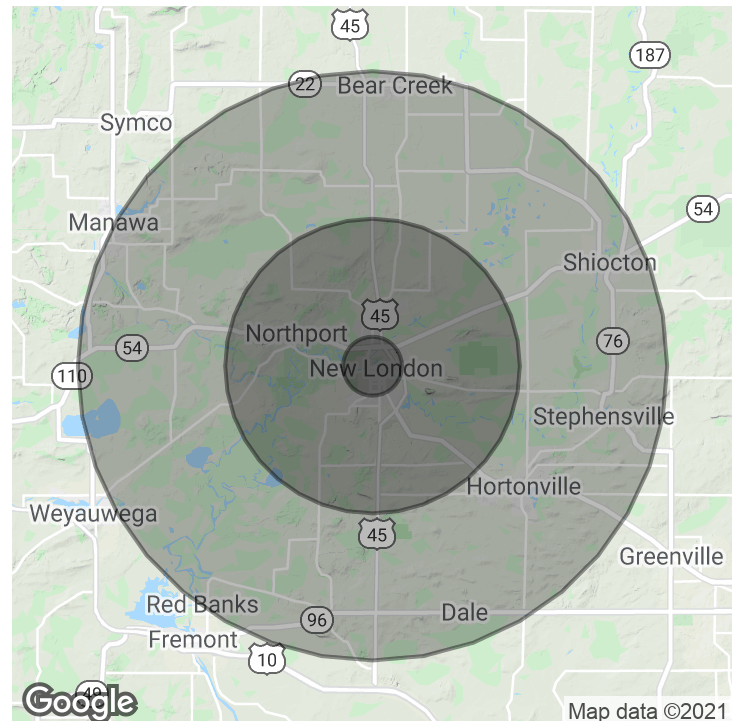 45
187
22
Bear Creek
Symco
54
Manawa
Shiocton
45
Northport
54
76
New London
110
Stephensville
Hortonville
Weyauwega
45
Greenville
Red Banks
Dale
96
Fremont
10
49
Google
Map data ©2021